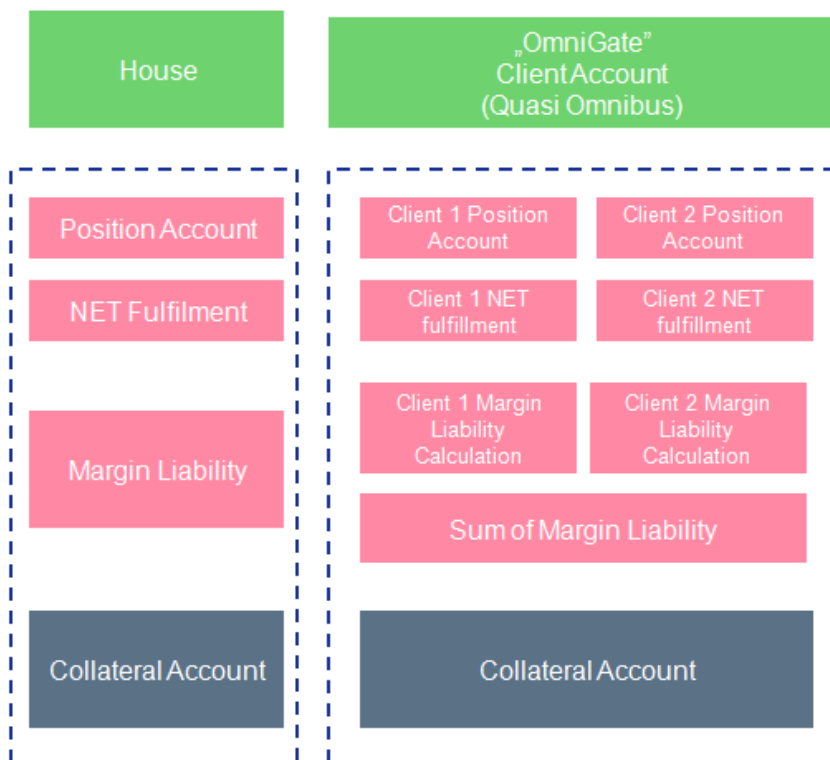 House
„OmniGate”
Client Account
(Quasi Omnibus)
Position Account
Client 1 Position
Account
Client 2 Position
Account
NET Fulfilment
Client 1 NET
fulfillment
Client 2 NET
fulfillment
Margin Liability
Client 1 Margin
Liability
Calculation
Client 2 Margin
Liability
Calculation
Sum of Margin Liability
Collateral Account
Collateral Account